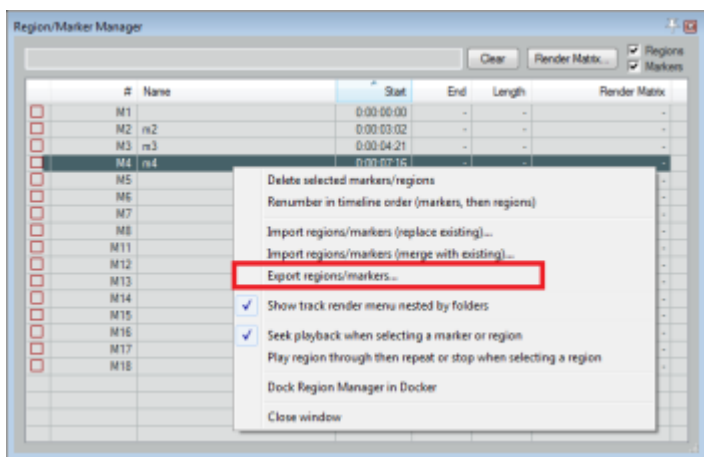 Region/Marker Manager
Clear Render Matrix... Regions
Markers
# Name Start End Length Render Matrix
M1 0:00:00:00 - - -
M2 m2 0:00:03:02 - - -
M3 m3 0:00:04:21 - - -
M4 m4 0:00:07:16 - - -
M5
M6
M7
M8
M11
M12
M13
M14
M15
M16
M17
M18
Delete selected markers/regions
Renumber in timeline order (markers, then regions)
Import regions/markers (replace existing)...
Import regions/markers (merge with existing)...
Export regions/markers...
Show track render menu nested by folders
Seek playback when selecting a marker or region
Play region through then repeat or stop when selecting a region
Dock Region Manager in Docker
Close window